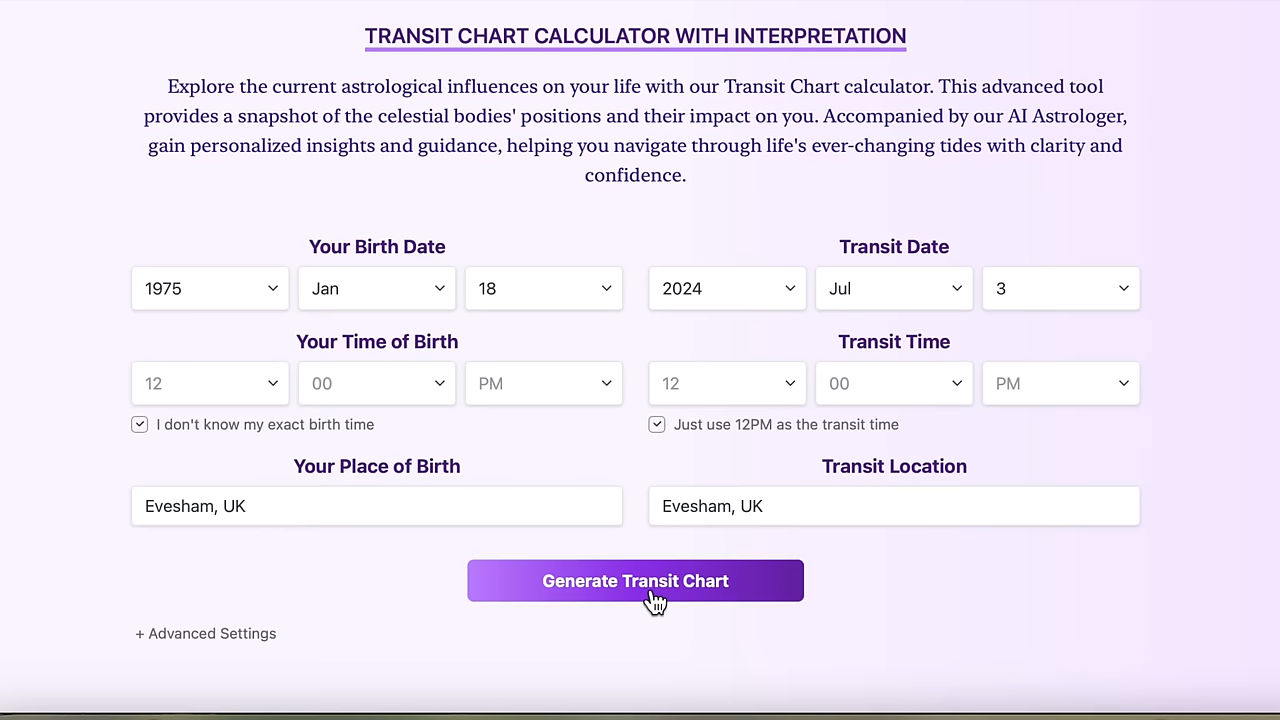 TRANSIT CHART CALCULATOR WITH INTERPRETATION
Explore the current astrological influences on your life with our Transit Chart calculator. This advanced tool
provides a snapshot of the celestial bodies' positions and their impact on you. Accompanied by our AI Astrologer,
gain personalized insights and guidance, helping you navigate through life's ever-changing tides with clarity and
confidence.
Your Birth Date
1975 Jan 18
Your Time of Birth
12 00 PM
I don't know my exact birth time
Your Place of Birth
Evesham, UK
Transit Date
2024 Jul 3
Transit Time
12 00 PM
Just use 12PM as the transit time
Transit Location
Evesham, UK
Generate Transit Chart
+ Advanced Settings